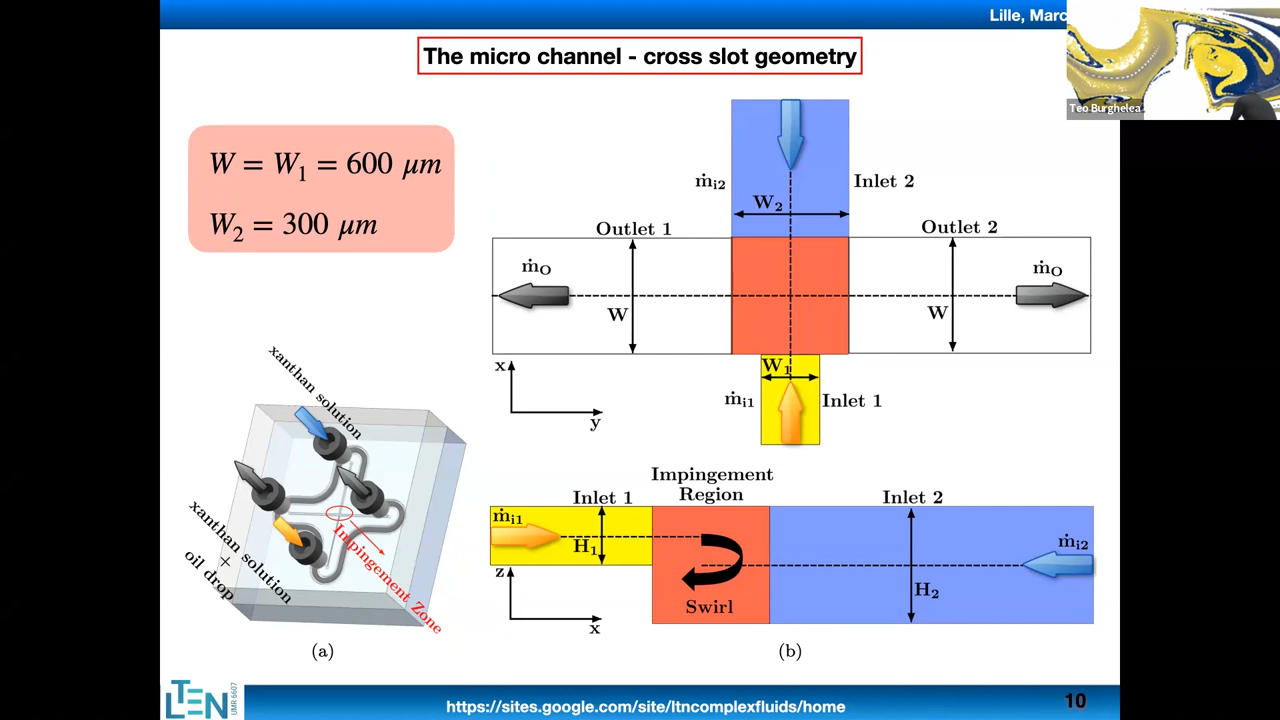 Lille, Marc
The micro channel - cross slot geometry
Teo Burghelea
W = W₁ = 600 μm
W₂ = 300 μm
ṁi2
Inlet 2
W₂
Outlet 1
Outlet 2
ṁO
ṁO
W
W
W₁
x
y
ṁi1
Inlet 1
xanthan solution
xanthan solution
+
oil drop
Impingement Zone
(a)
Impingement
Region
Inlet 1
Inlet 2
ṁi1
H₁
ṁi2
H₂
z
x
Swirl
(b)
LTEN
UMR 6607
https://sites.google.com/site/ltncomplexfluids/home
10